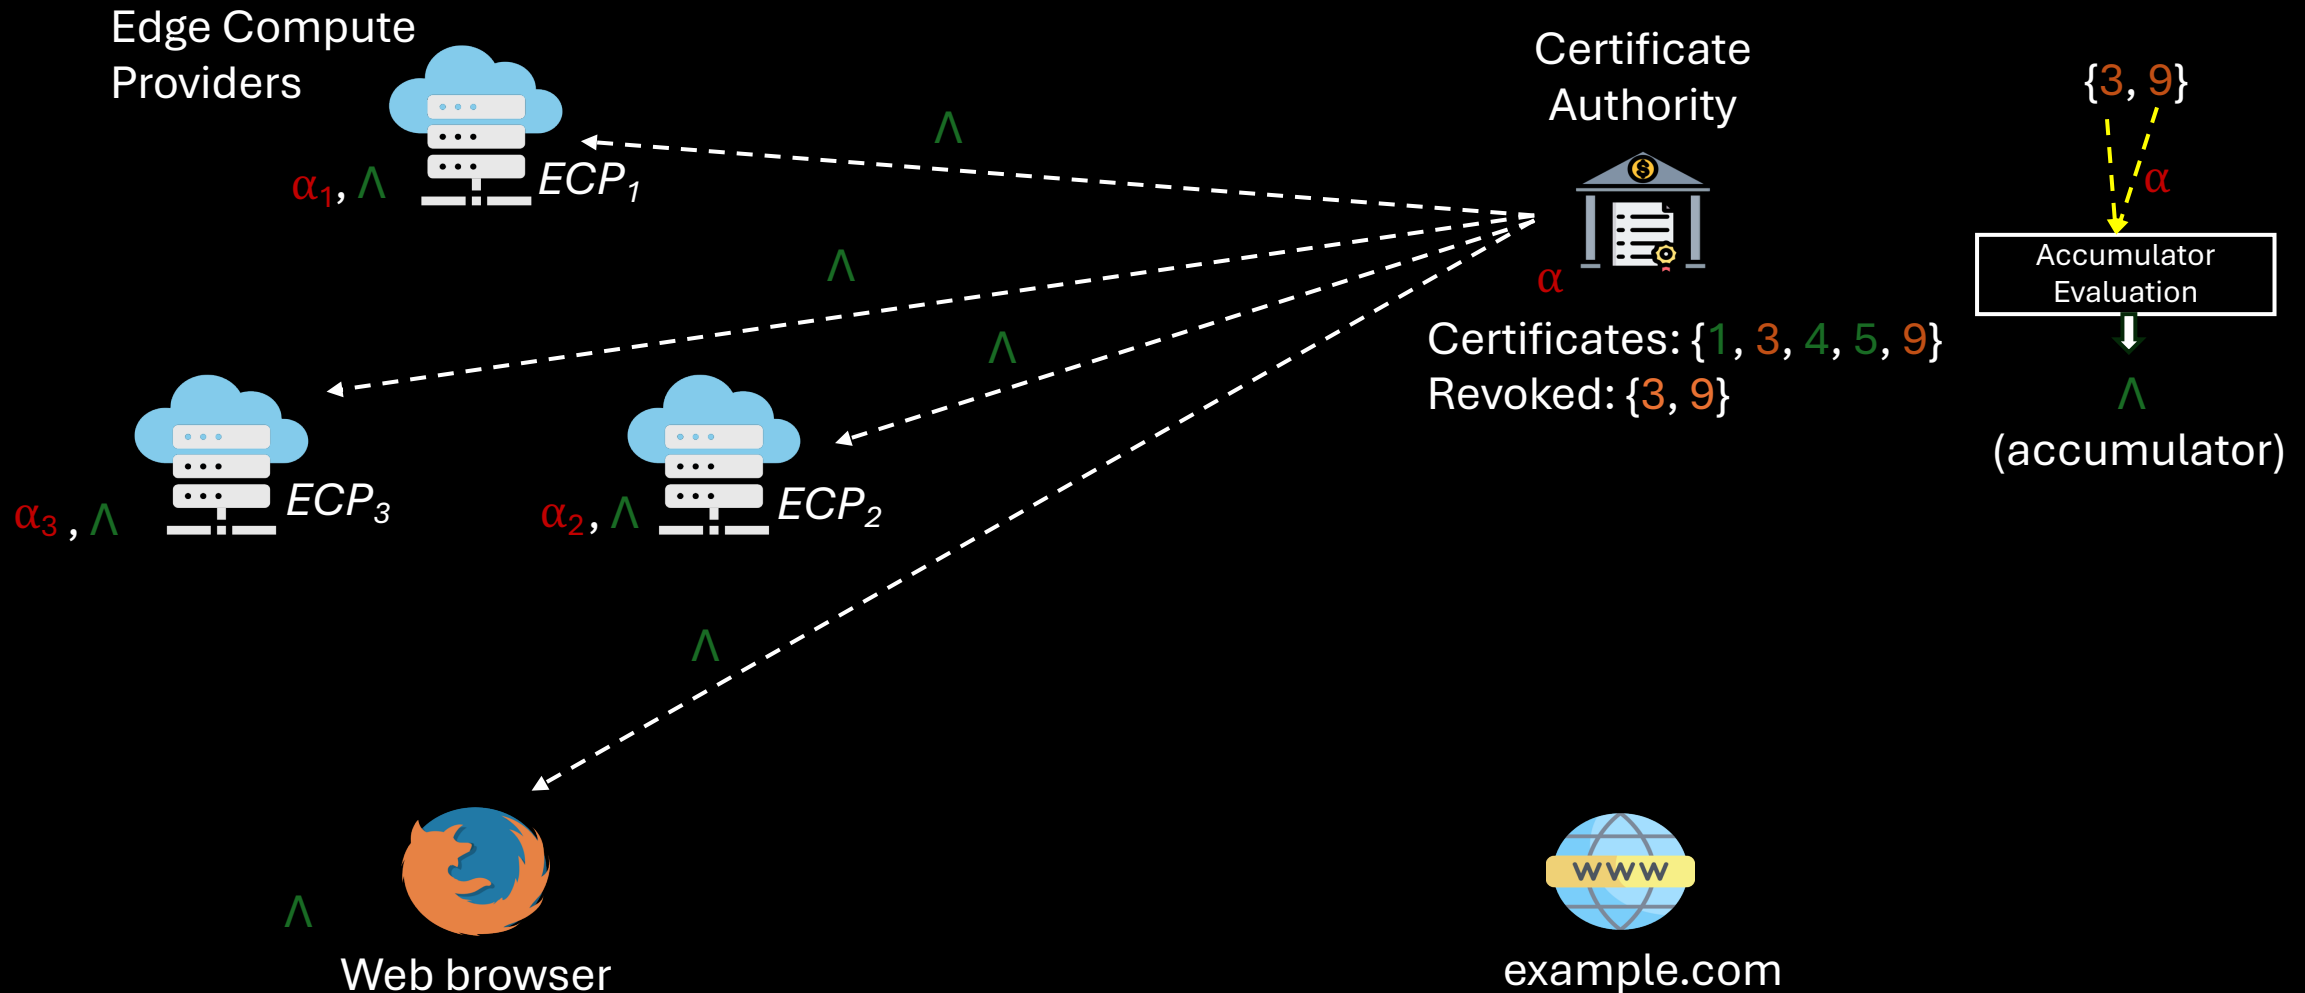 Edge Compute
Providers
Certificate
Authority
{3, 9}
Λ
α
α₁, Λ
ECP₁
Accumulator
Evaluation
Λ
α
Certificates: {1, 3, 4, 5, 9}
Revoked: {3, 9}
Λ
Λ
(accumulator)
α₃ , Λ
ECP₃
α₂, Λ
ECP₂
Λ
www
Λ
Web browser
example.com